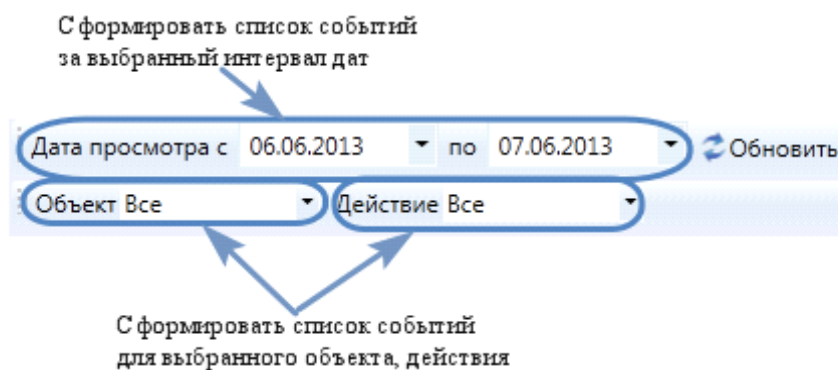 Сформировать список событий
за выбранный интервал дат
Дата просмотра с 06.06.2013 по 07.06.2013 Обновить
Объект Все Действие Все
Сформировать список событий
для выбранного объекта, действия